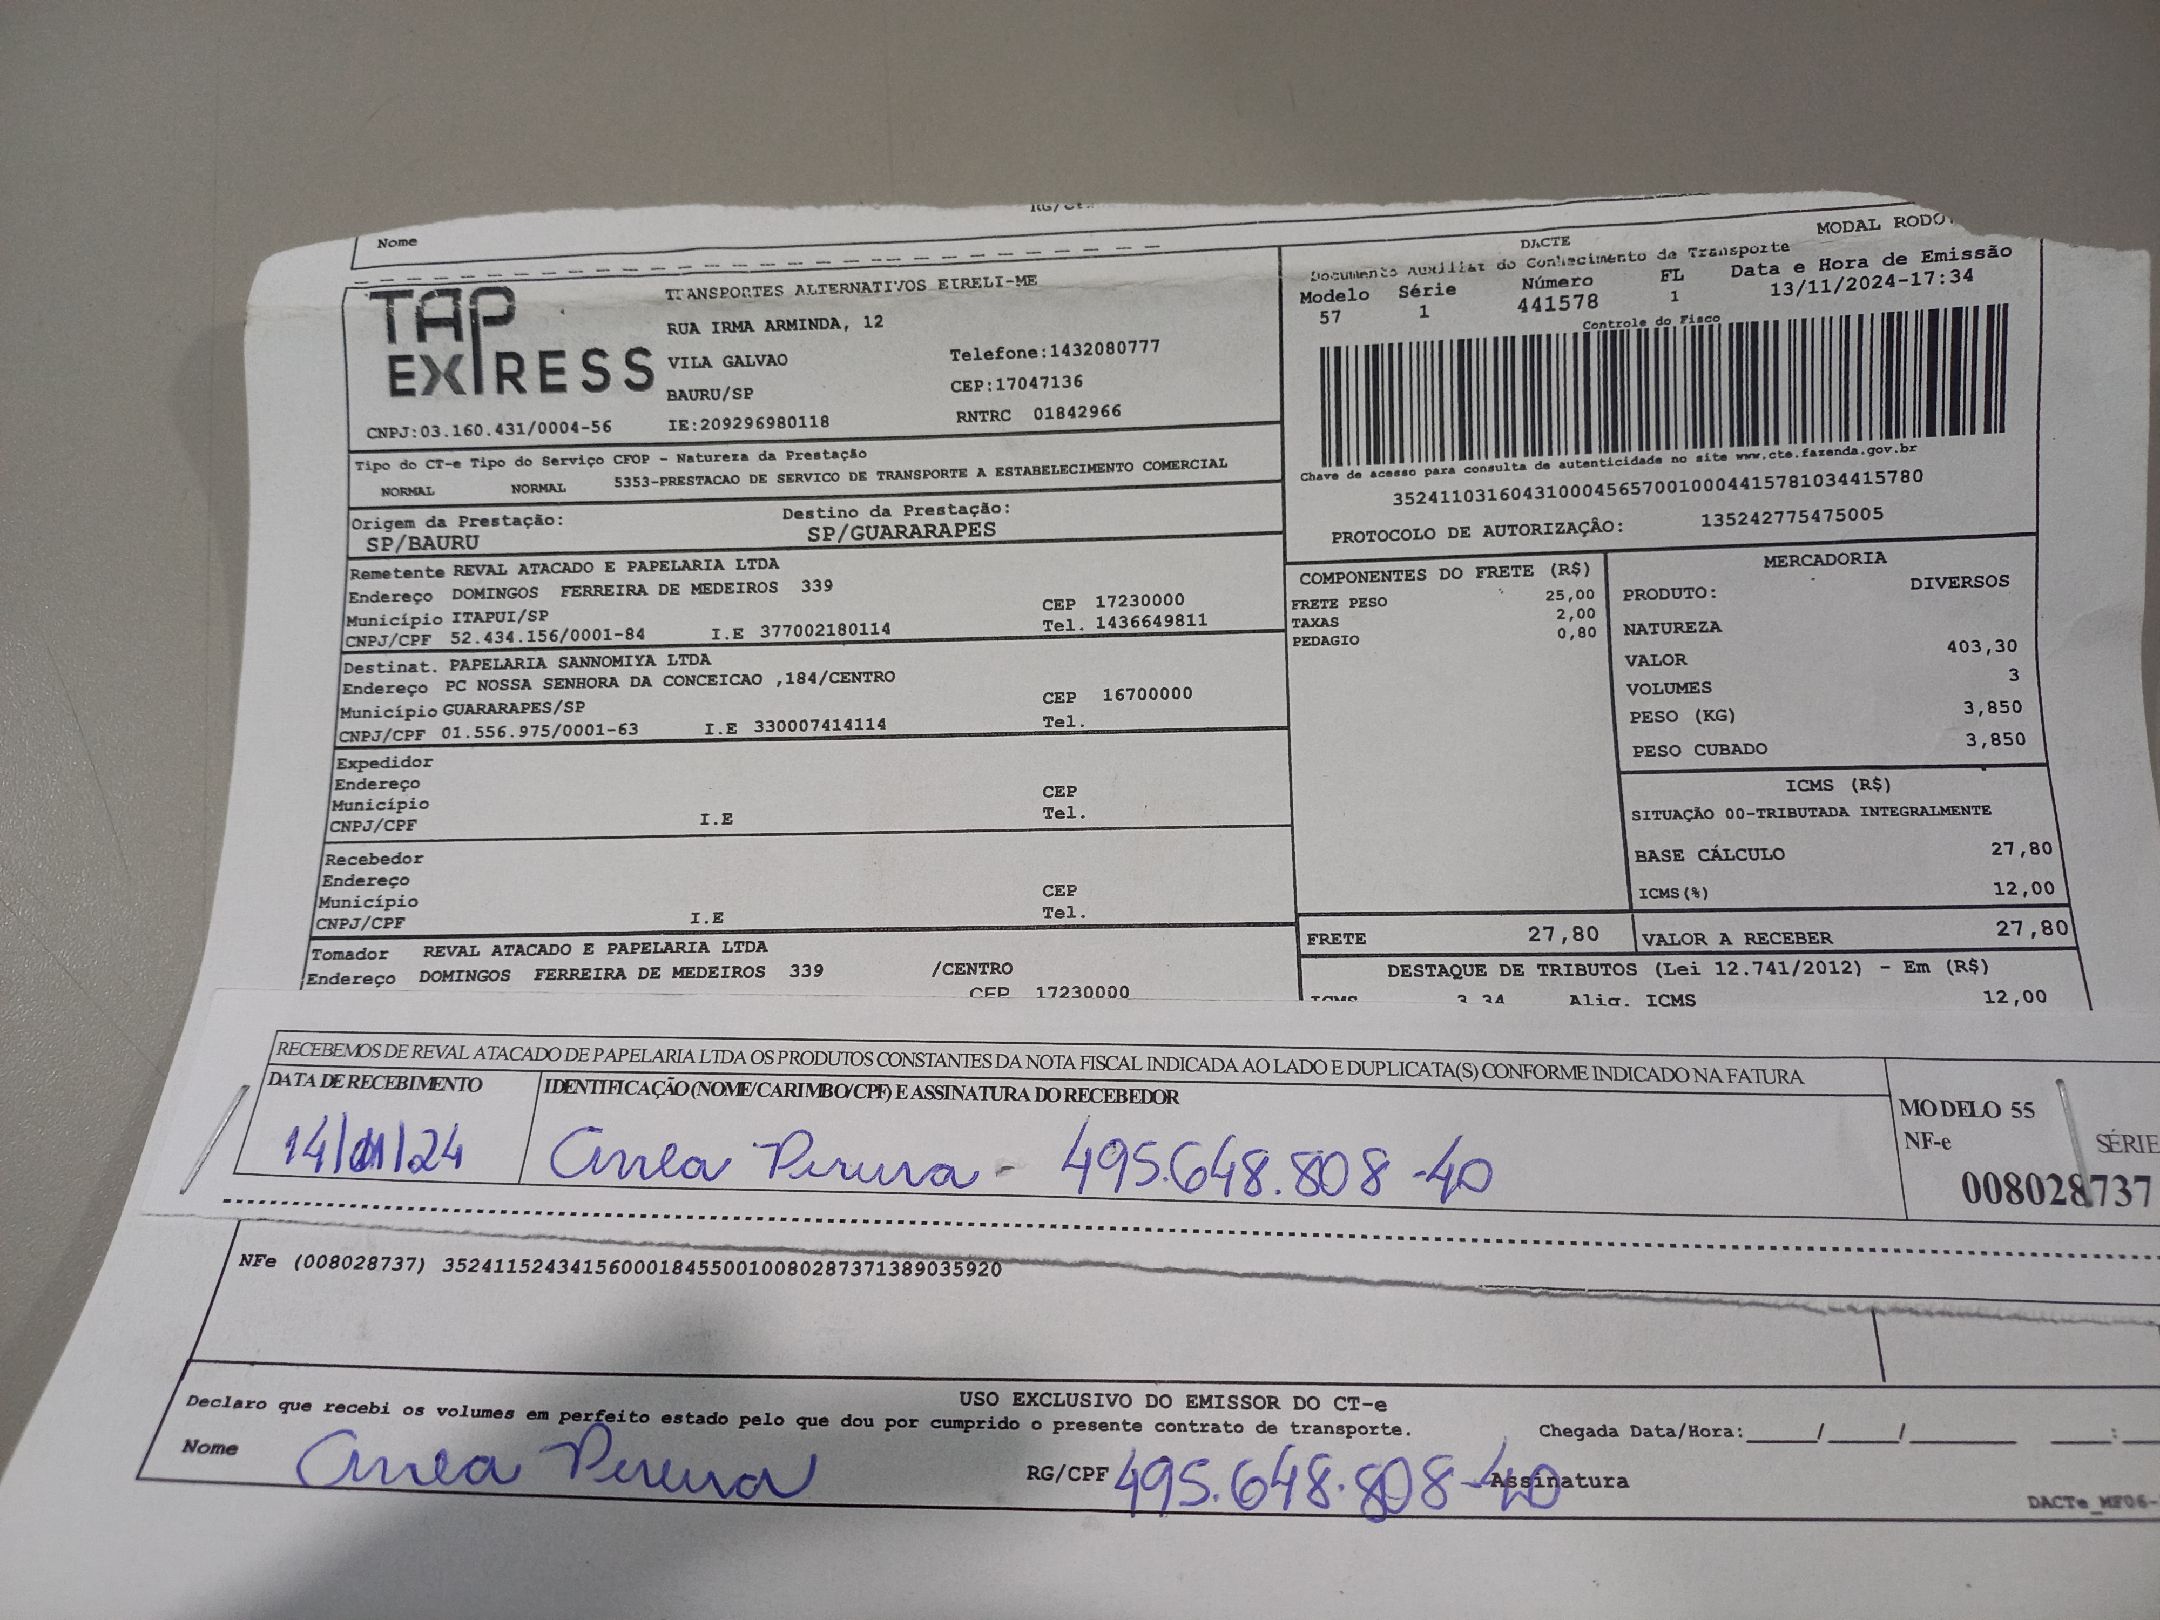 Nome
TAP
EXPRESS
TRANSPORTES ALTERNATIVOS EIRELI-ME
RUA IRMA ARMINDA, 12
VILA GALVAO Telefone:1432080777
BAURU/SP CEP:17047136
CNPJ:03.160.431/0004-56 IE:209296980118 RNTRC 01842966
DACTE MODAL
Documento Auxiliar do Conhecimento de Transporte
Modelo Série Número FL Data e Hora de Emissão
57 1 441578 1 13/11/2024-17:34
Controle do Fisco
Chave de acesso para consulta de autenticidade no site www.cte.fazenda.gov.br
35241103160431000456570010004415781034415780
PROTOCOLO DE AUTORIZAÇÃO: 135242775475005
Tipo do CT-e Tipo do Serviço CFOP - Natureza da Prestação
NORMAL NORMAL 5353-PRESTACAO DE SERVICO DE TRANSPORTE A ESTABELECIMENTO COMERCIAL
Origem da Prestação: Destino da Prestação:
SP/BAURU SP/GUARARAPES
Remetente REVAL ATACADO E PAPELARIA LTDA
Endereço DOMINGOS FERREIRA DE MEDEIROS 339
Município ITAPUI/SP CEP 17230000
CNPJ/CPF 52.434.156/0001-84 I.E 377002180114 Tel. 1436649811
Destinat. PAPELARIA SANNOMIYA LTDA
Endereço PC NOSSA SENHORA DA CONCEICAO ,184/CENTRO
Município GUARARAPES/SP CEP 16700000
CNPJ/CPF 01.556.975/0001-63 I.E 330007414114 Tel.
Expedidor
Endereço
Município CEP
CNPJ/CPF I.E Tel.
Recebedor
Endereço
Município CEP
CNPJ/CPF I.E Tel.
Tomador REVAL ATACADO E PAPELARIA LTDA
Endereço DOMINGOS FERREIRA DE MEDEIROS 339 /CENTRO
CEP 17230000
COMPONENTES DO FRETE (R$)
FRETE PESO 25,00
TAXAS 2,00
PEDAGIO 0,80
MERCADORIA
PRODUTO: DIVERSOS
NATUREZA
VALOR 403,30
VOLUMES 3
PESO (KG) 3,850
PESO CUBADO 3,850
ICMS (R$)
SITUAÇÃO 00-TRIBUTADA INTEGRALMENTE
BASE CÁLCULO 27,80
ICMS(%) 12,00
FRETE 27,80 VALOR A RECEBER 27,80
DESTAQUE DE TRIBUTOS (Lei 12.741/2012) - Em (R$)
ICMS 3,34 Aliq. ICMS 12,00
RECEBEMOS DE REVAL ATACADO DE PAPELARIA LTDA OS PRODUTOS CONSTANTES DA NOTA FISCAL INDICADA AO LADO E DUPLICATA(S) CONFORME INDICADO NA FATURA
DATA DE RECEBIMENTO IDENTIFICAÇÃO (NOME/CARIMBO/CPF) E ASSINATURA DO RECEBEDOR
14/11/24 Pereira - 495.648.808-40
MODELO 55
NF-e SÉRIE
008028737
NFe (008028737) 35241152434156000184550010080287371389035920
USO EXCLUSIVO DO EMISSOR DO CT-e
Declaro que recebi os volumes em perfeito estado pelo que dou por cumprido o presente contrato de transporte. Chegada Data/Hora:____/____/______ ___:
Nome Pereira RG/CPF 495.648.808-40 Assinatura